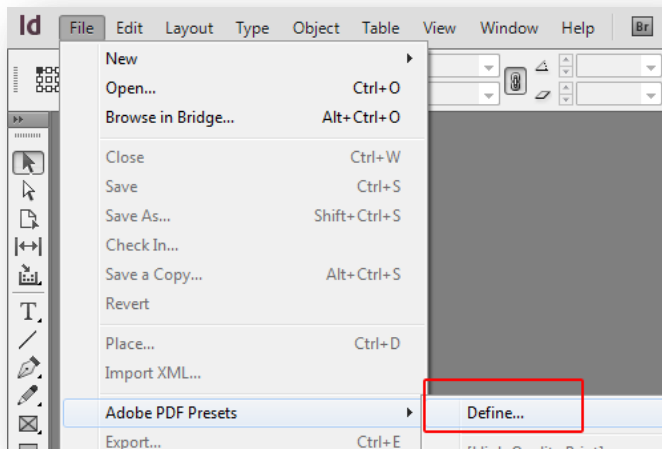 Id File Edit Layout Type Object Table View Window Help Br
New
Open... Ctrl+O
Browse in Bridge... Alt+Ctrl+O
Close Ctrl+W
Save Ctrl+S
Save As... Shift+Ctrl+S
Check In...
Save a Copy... Alt+Ctrl+S
Revert
T
Place... Ctrl+D
Import XML...
Adobe PDF Presets Define...
Export... Ctrl+E